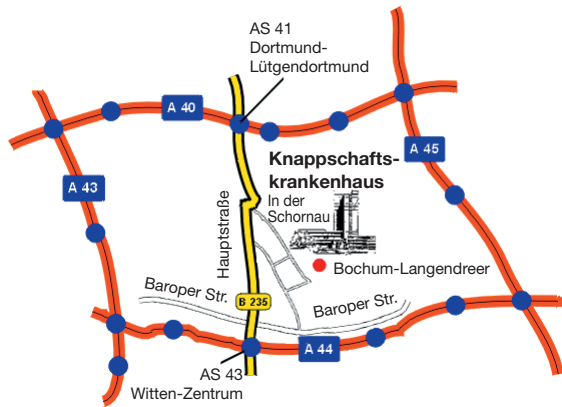 AS 41
Dortmund-
Lütgendortmund
A 40
A 45
A 43
Knappschafts-
krankenhaus
In der
Schornau
Hauptstraße
Bochum-Langendreer
Baroper Str.
B 235
Baroper Str.
A 44
AS 43
Witten-Zentrum